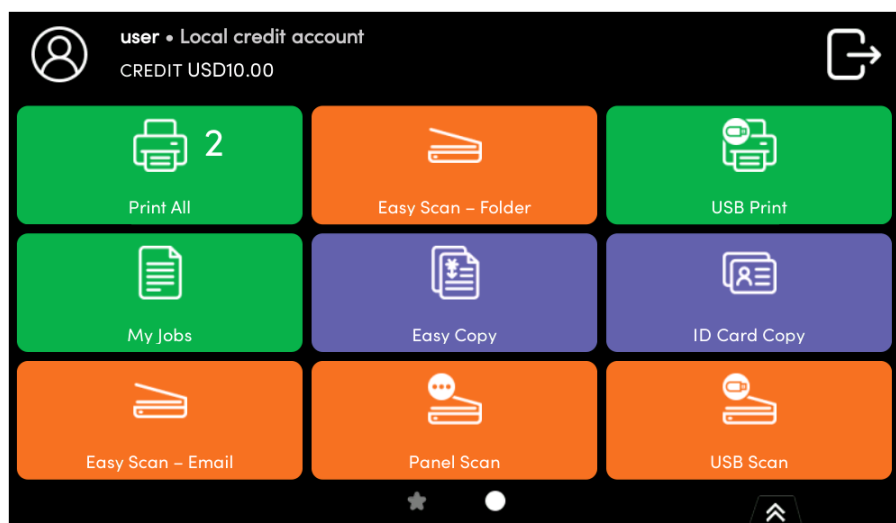 user • Local credit account
CREDIT USD10.00
2
Print All
Easy Scan – Folder
USB Print
My Jobs
Easy Copy
ID Card Copy
Easy Scan – Email
Panel Scan
USB Scan